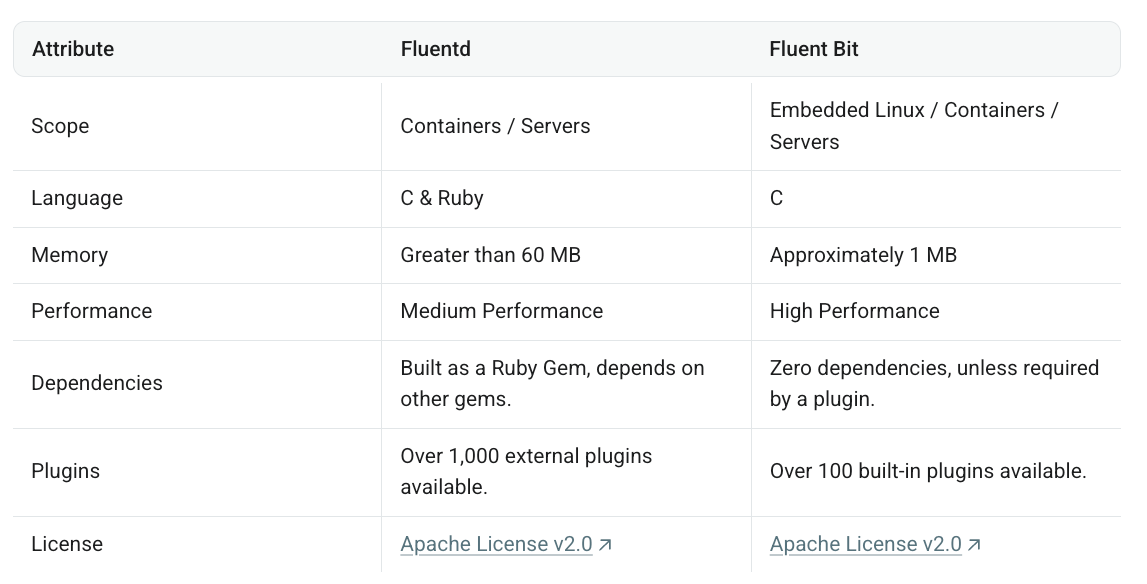 Attribute
Fluentd
Fluent Bit
Scope
Containers / Servers
Embedded Linux / Containers /
Servers
Language
C & Ruby
C
Memory
Greater than 60 MB
Approximately 1 MB
Performance
Medium Performance
High Performance
Dependencies
Built as a Ruby Gem, depends on
other gems.
Zero dependencies, unless required
by a plugin.
Plugins
Over 1,000 external plugins
available.
Over 100 built-in plugins available.
License
Apache License v2.0
Apache License v2.0